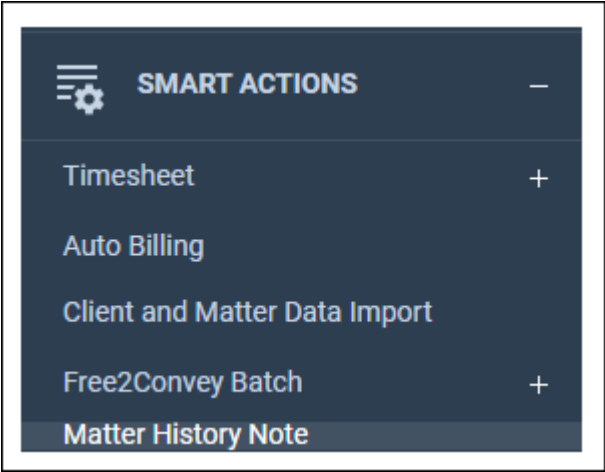 SMART ACTIONS −
Timesheet +
Auto Billing
Client and Matter Data Import
Free2Convey Batch +
Matter History Note